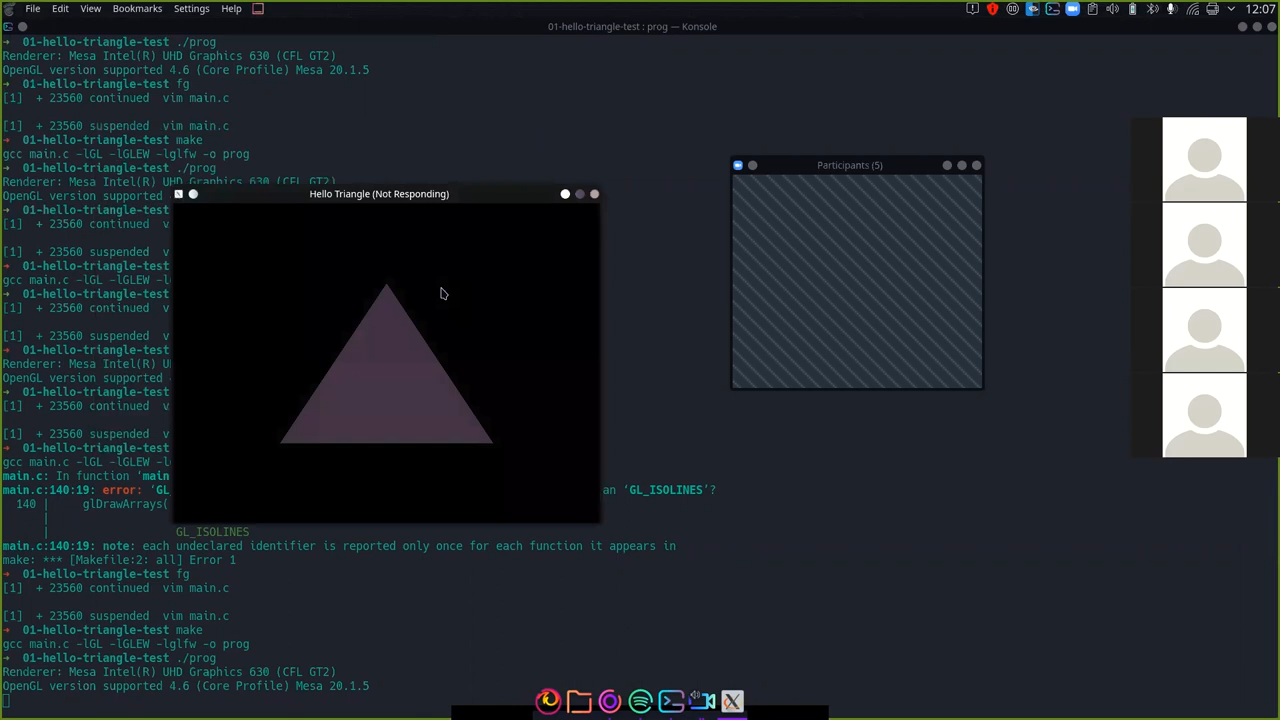 File Edit View Bookmarks Settings Help 12:07
01-hello-triangle-test : prog — Konsole
➜ 01-hello-triangle-test ./prog
Renderer: Mesa Intel(R) UHD Graphics 630 (CFL GT2)
OpenGL version supported 4.6 (Core Profile) Mesa 20.1.5
➜ 01-hello-triangle-test fg
[1] + 23560 continued vim main.c
[1] + 23560 suspended vim main.c
➜ 01-hello-triangle-test make
gcc main.c -lGL -lGLEW -lglfw -o prog
➜ 01-hello-triangle-test ./prog
Renderer: Mesa Intel(R) UHD Graphics 630 (CFL GT2)
OpenGL version supported
➜ 01-hello-triangle-test
[1] + 23560 continued v
[1] + 23560 suspended v
➜ 01-hello-triangle-test
gcc main.c -lGL -lGLEW -l
➜ 01-hello-triangle-test
[1] + 23560 continued v
[1] + 23560 suspended v
➜ 01-hello-triangle-test
Renderer: Mesa Intel(R)
OpenGL version supported
➜ 01-hello-triangle-test
[1] + 23560 continued v
[1] + 23560 suspended v
➜ 01-hello-triangle-test
gcc main.c -lGL -lGLEW -l
main.c: In function ‘main
main.c:140:19: error: ‘GL_ an ‘GL_ISOLINES’?
140 | glDrawArrays(
|
| GL_ISOLINES
main.c:140:19: note: each undeclared identifier is reported only once for each function it appears in
make: *** [Makefile:2: all] Error 1
➜ 01-hello-triangle-test fg
[1] + 23560 continued vim main.c
[1] + 23560 suspended vim main.c
➜ 01-hello-triangle-test make
gcc main.c -lGL -lGLEW -lglfw -o prog
➜ 01-hello-triangle-test ./prog
Renderer: Mesa Intel(R) UHD Graphics 630 (CFL GT2)
OpenGL version supported 4.6 (Core Profile) Mesa 20.1.5
Hello Triangle (Not Responding)
Participants (5)